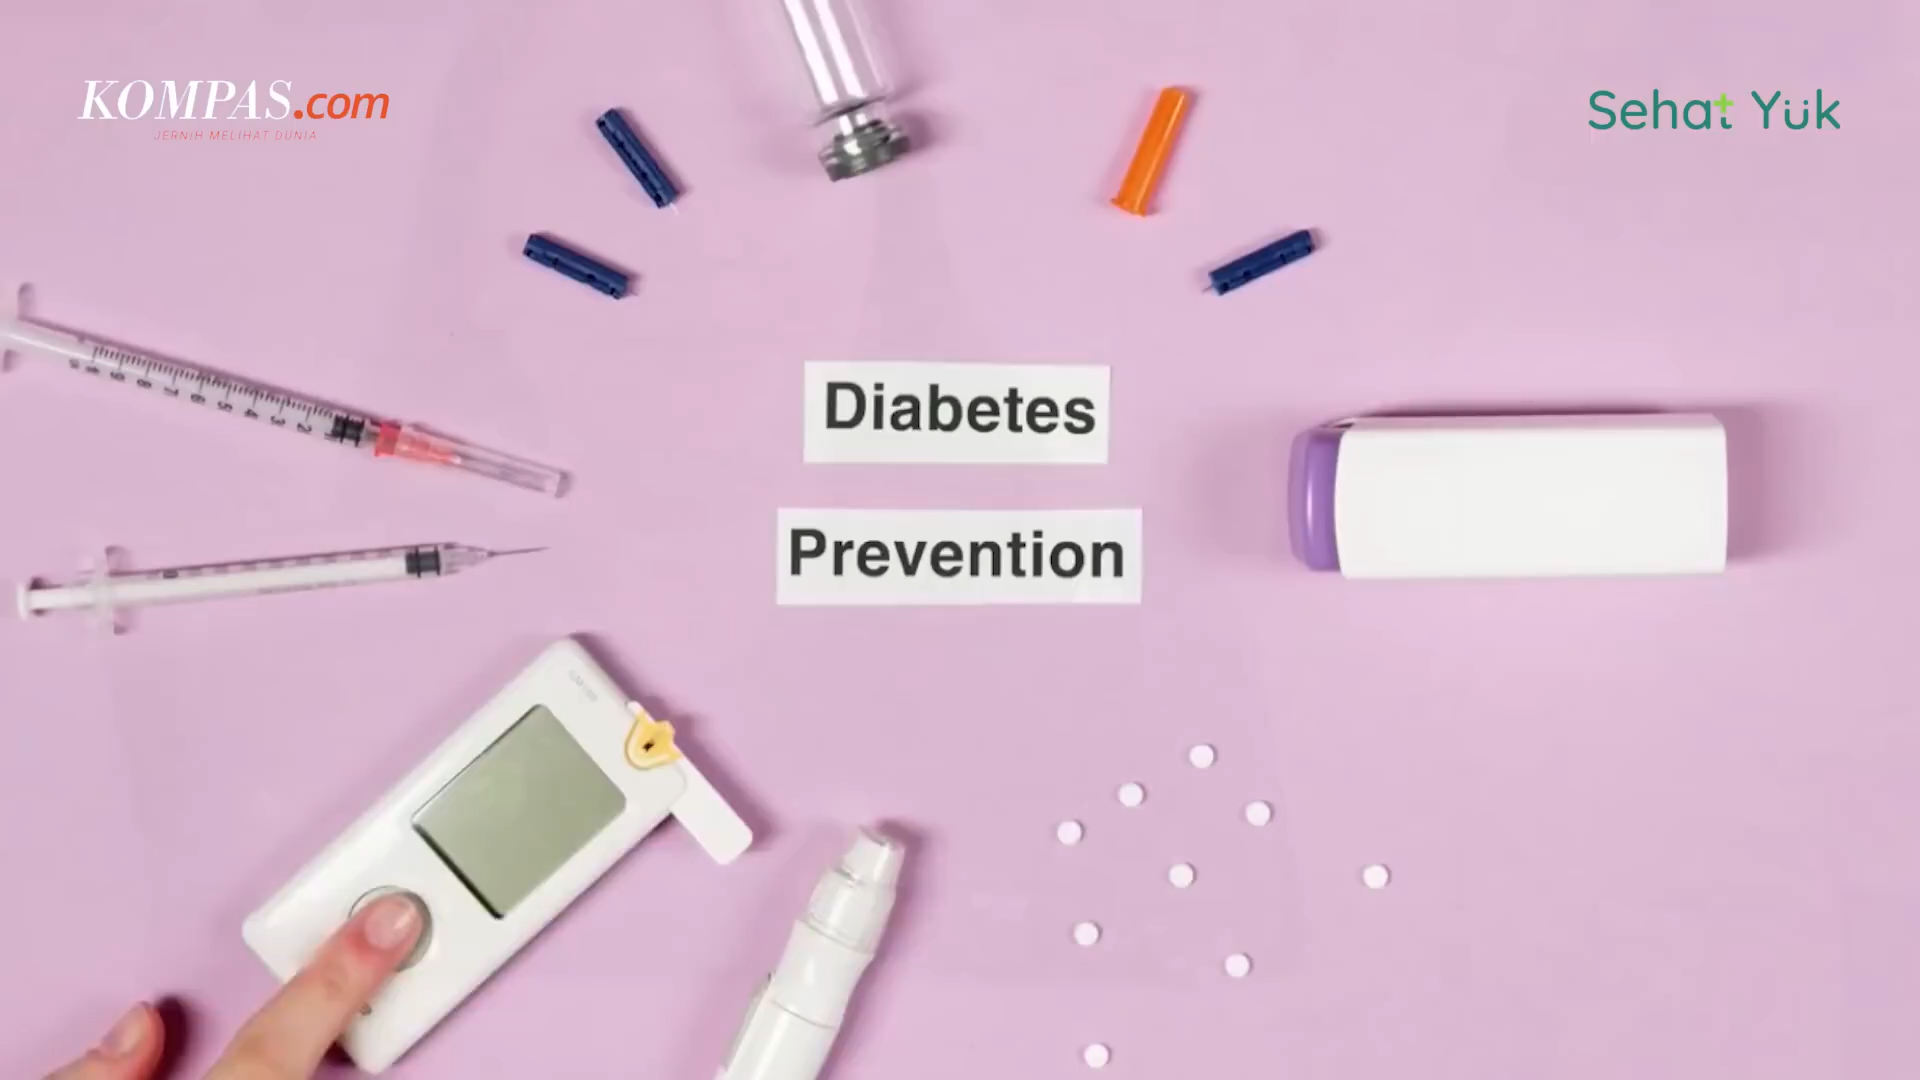 KOMPAS.com
JERNIH MELIHAT DUNIA
Sehat Yuk
Diabetes
Prevention